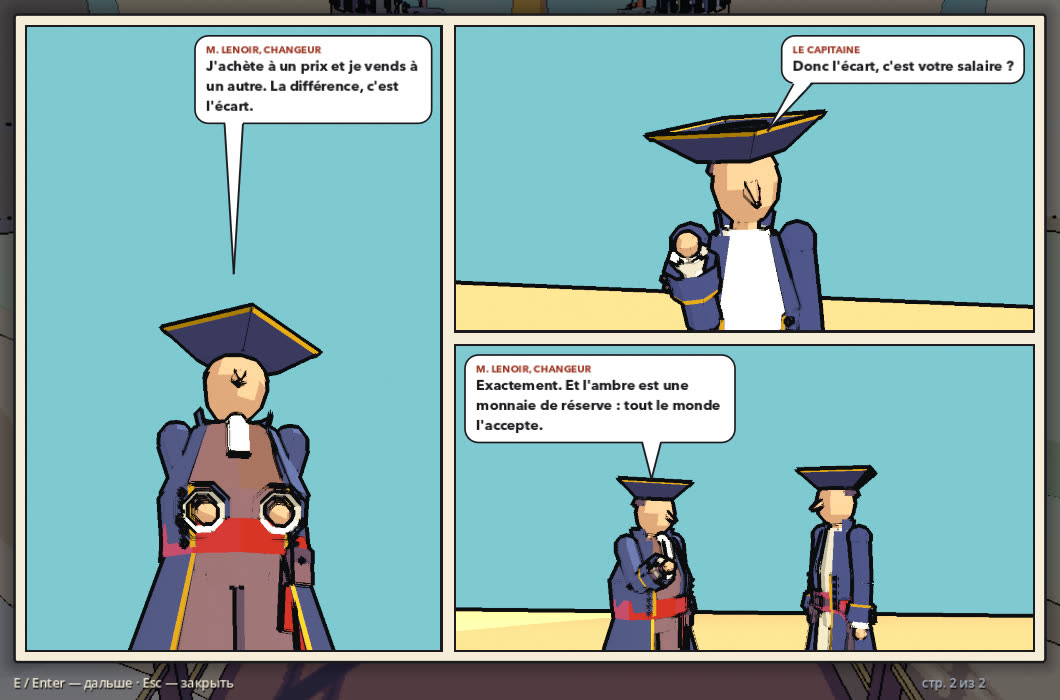 M. LENOIR, CHANGEUR
J'achète à un prix et je vends à
un autre. La différence, c'est
l'écart.
LE CAPITAINE
Donc l'écart, c'est votre salaire ?
M. LENOIR, CHANGEUR
Exactement. Et l'ambre est une
monnaie de réserve : tout le monde
l'accepte.
E / Enter — дальше · Esc — закрыть
стр. 2 из 2